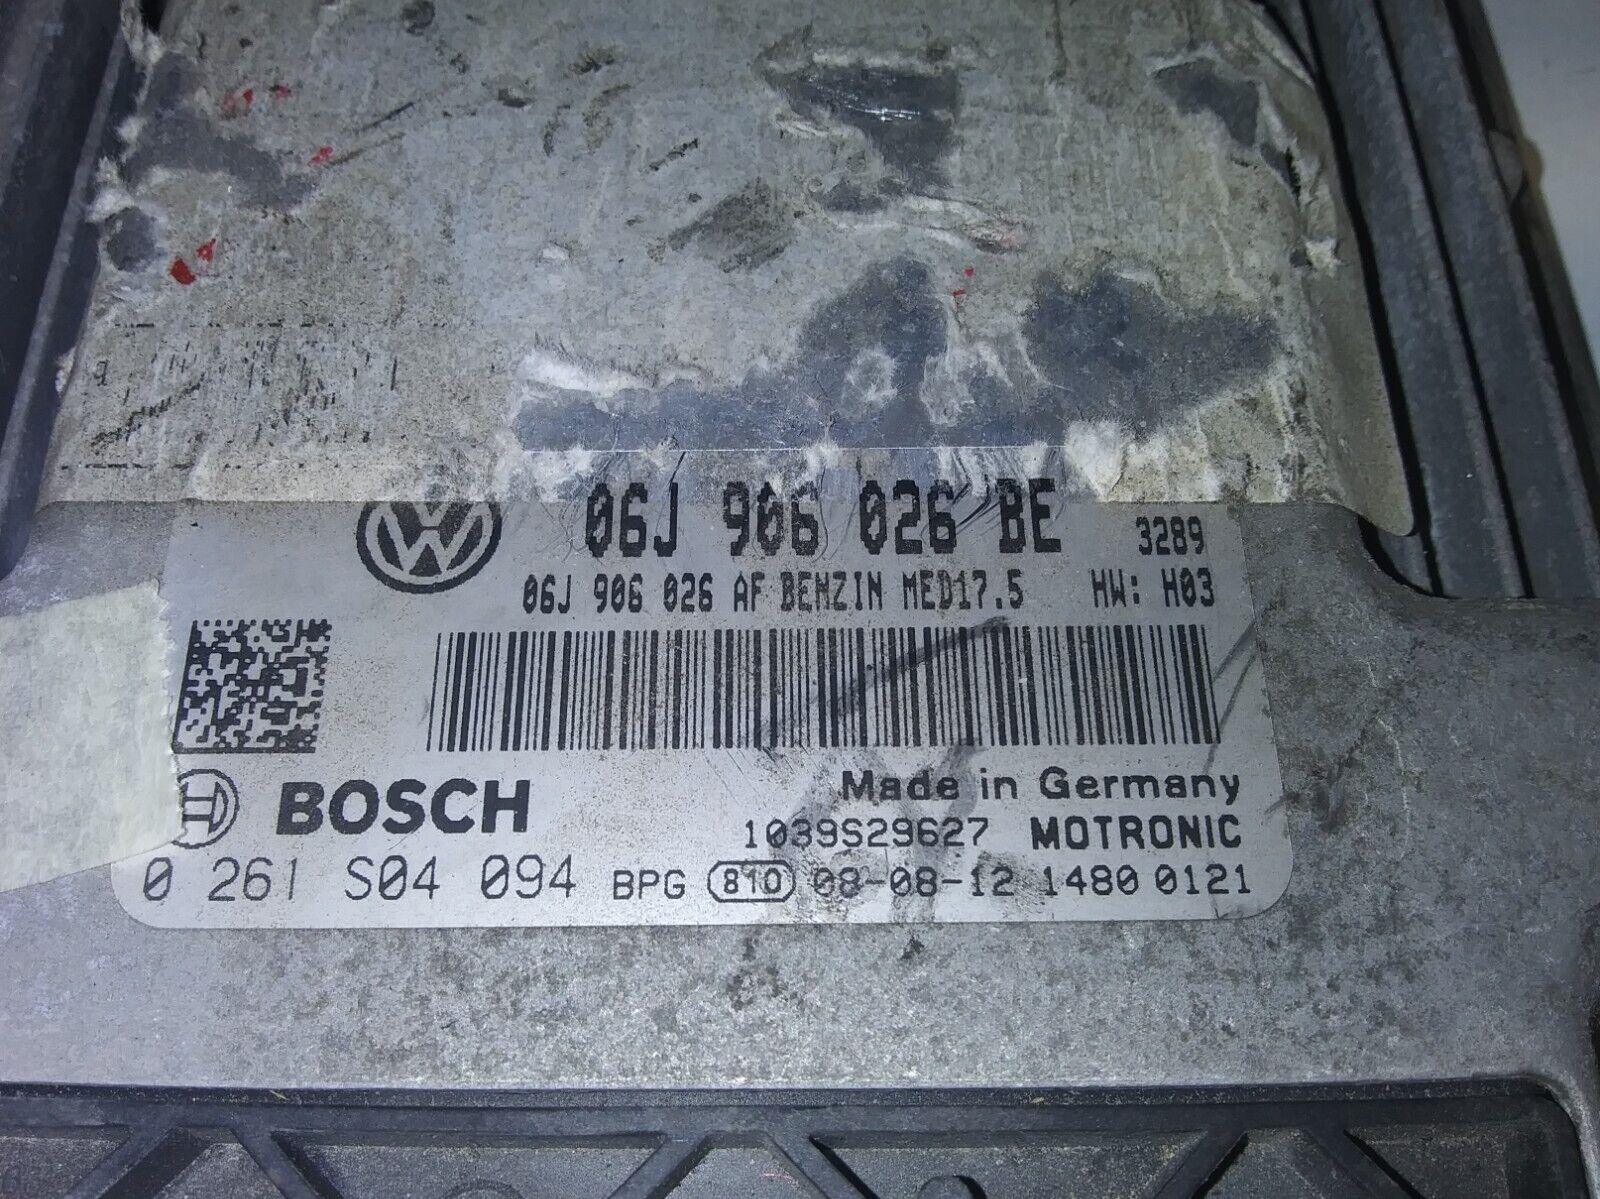 06J 906 026 BE 3289
06J 906 026 AF BENZIN MED17.5 HW: H03
BOSCH Made in Germany
1039S29627 MOTRONIC
0 261 S04 094 BPG 810 08-08-12 1480 0121